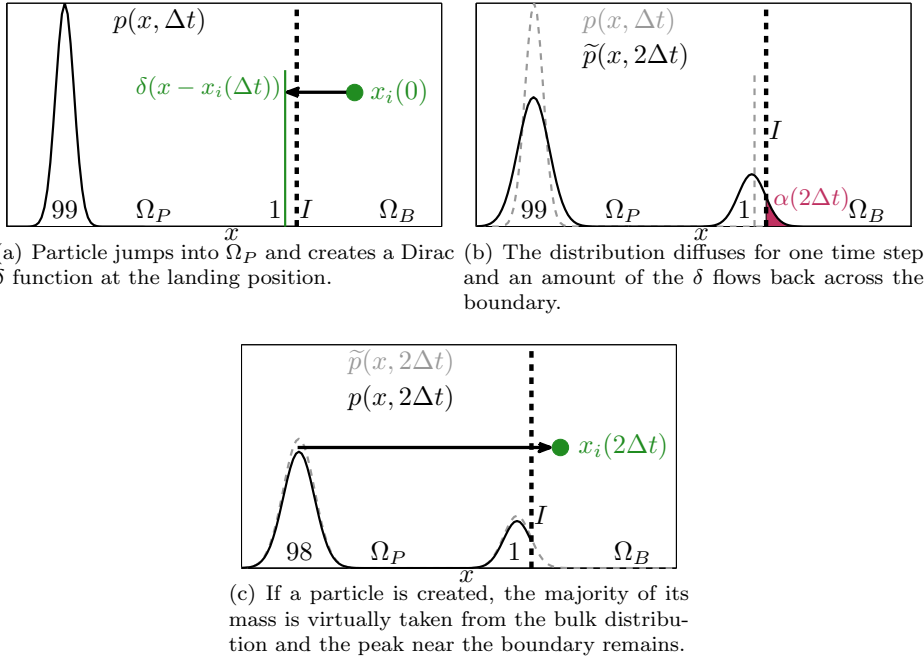 p(x, Δt)
δ(x − x_i(Δt))
x_i(0)
99
Ω_P
1
I
Ω_B
x
(a) Particle jumps into Ω_P and creates a Dirac
δ function at the landing position.
p(x, Δt)
p̃(x, 2Δt)
I
α(2Δt)
99
Ω_P
1
Ω_B
x
(b) The distribution diffuses for one time step
and an amount of the δ flows back across the
boundary.
p̃(x, 2Δt)
p(x, 2Δt)
x_i(2Δt)
I
98
Ω_P
1
Ω_B
x
(c) If a particle is created, the majority of its
mass is virtually taken from the bulk distribu-
tion and the peak near the boundary remains.